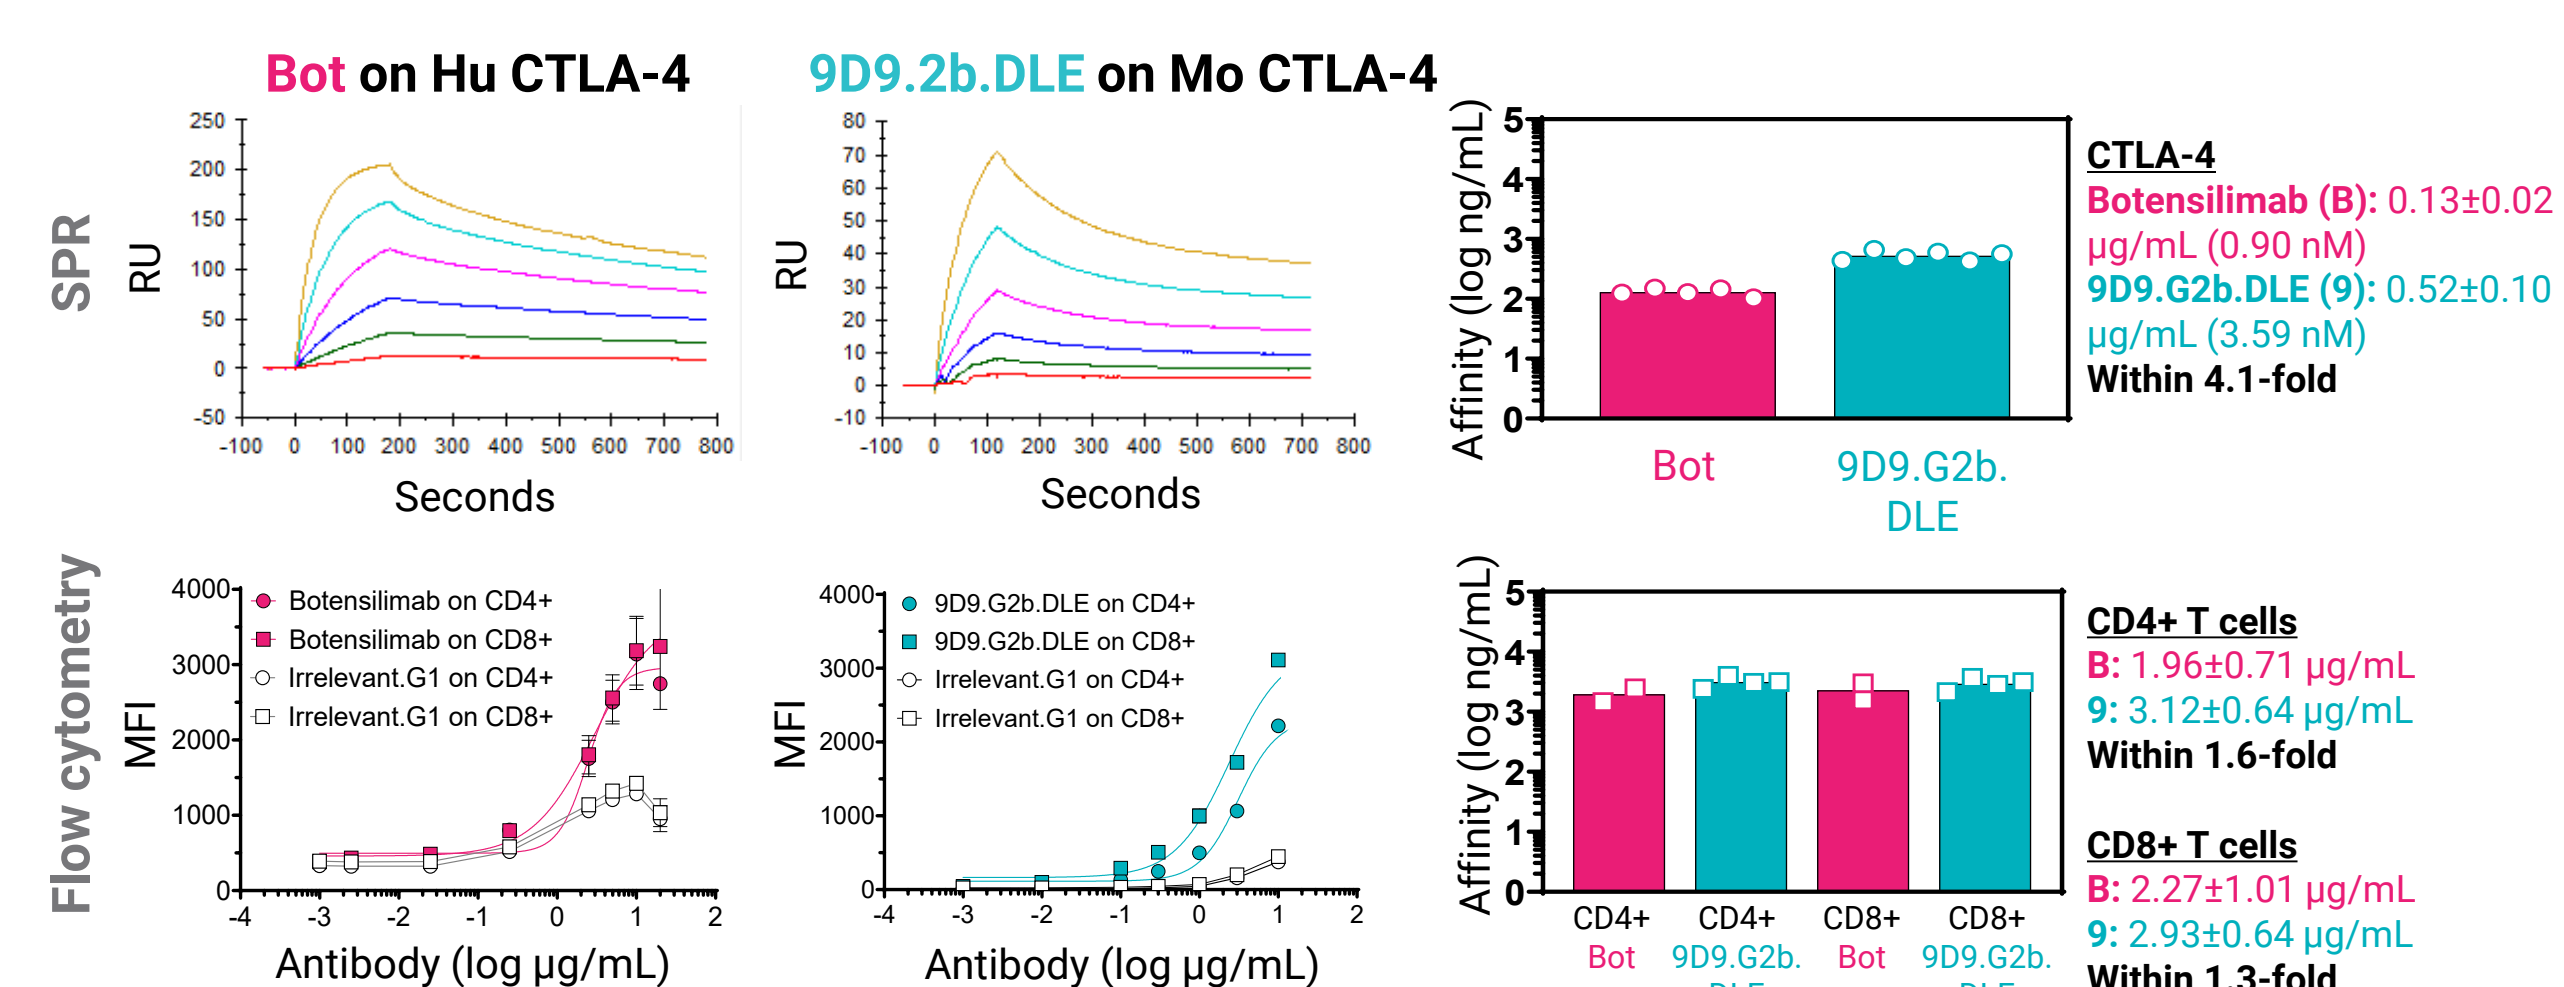 Bot on Hu CTLA-4
9D9.2b.DLE on Mo CTLA-4
SPR
RU
250
200
150
100
50
0
-50
-100 0 100 200 300 400 500 600 700 800
Seconds
RU
80
70
60
50
40
30
20
10
0
-10
-100 0 100 200 300 400 500 600 700 800
Seconds
Affinity (log ng/mL)
5
4
3
2
1
0
Bot
9D9.G2b.
DLE
CTLA-4
Botensilimab (B): 0.13±0.02
µg/mL (0.90 nM)
9D9.G2b.DLE (9): 0.52±0.10
µg/mL (3.59 nM)
Within 4.1-fold
Flow cytometry
MFI
4000
3000
2000
1000
0
Botensilimab on CD4+
Botensilimab on CD8+
Irrelevant.G1 on CD4+
Irrelevant.G1 on CD8+
-4 -3 -2 -1 0 1 2
Antibody (log µg/mL)
MFI
4000
3000
2000
1000
0
9D9.G2b.DLE on CD4+
9D9.G2b.DLE on CD8+
Irrelevant.G1 on CD4+
Irrelevant.G1 on CD8+
-4 -3 -2 -1 0 1 2
Antibody (log µg/mL)
Affinity (log ng/mL)
5
4
3
2
1
0
CD4+ CD4+ CD8+ CD8+
Bot 9D9.G2b. Bot 9D9.G2b.
DLE DLE
CD4+ T cells
B: 1.96±0.71 µg/mL
9: 3.12±0.64 µg/mL
Within 1.6-fold
CD8+ T cells
B: 2.27±1.01 µg/mL
9: 2.93±0.64 µg/mL
Within 1.3-fold